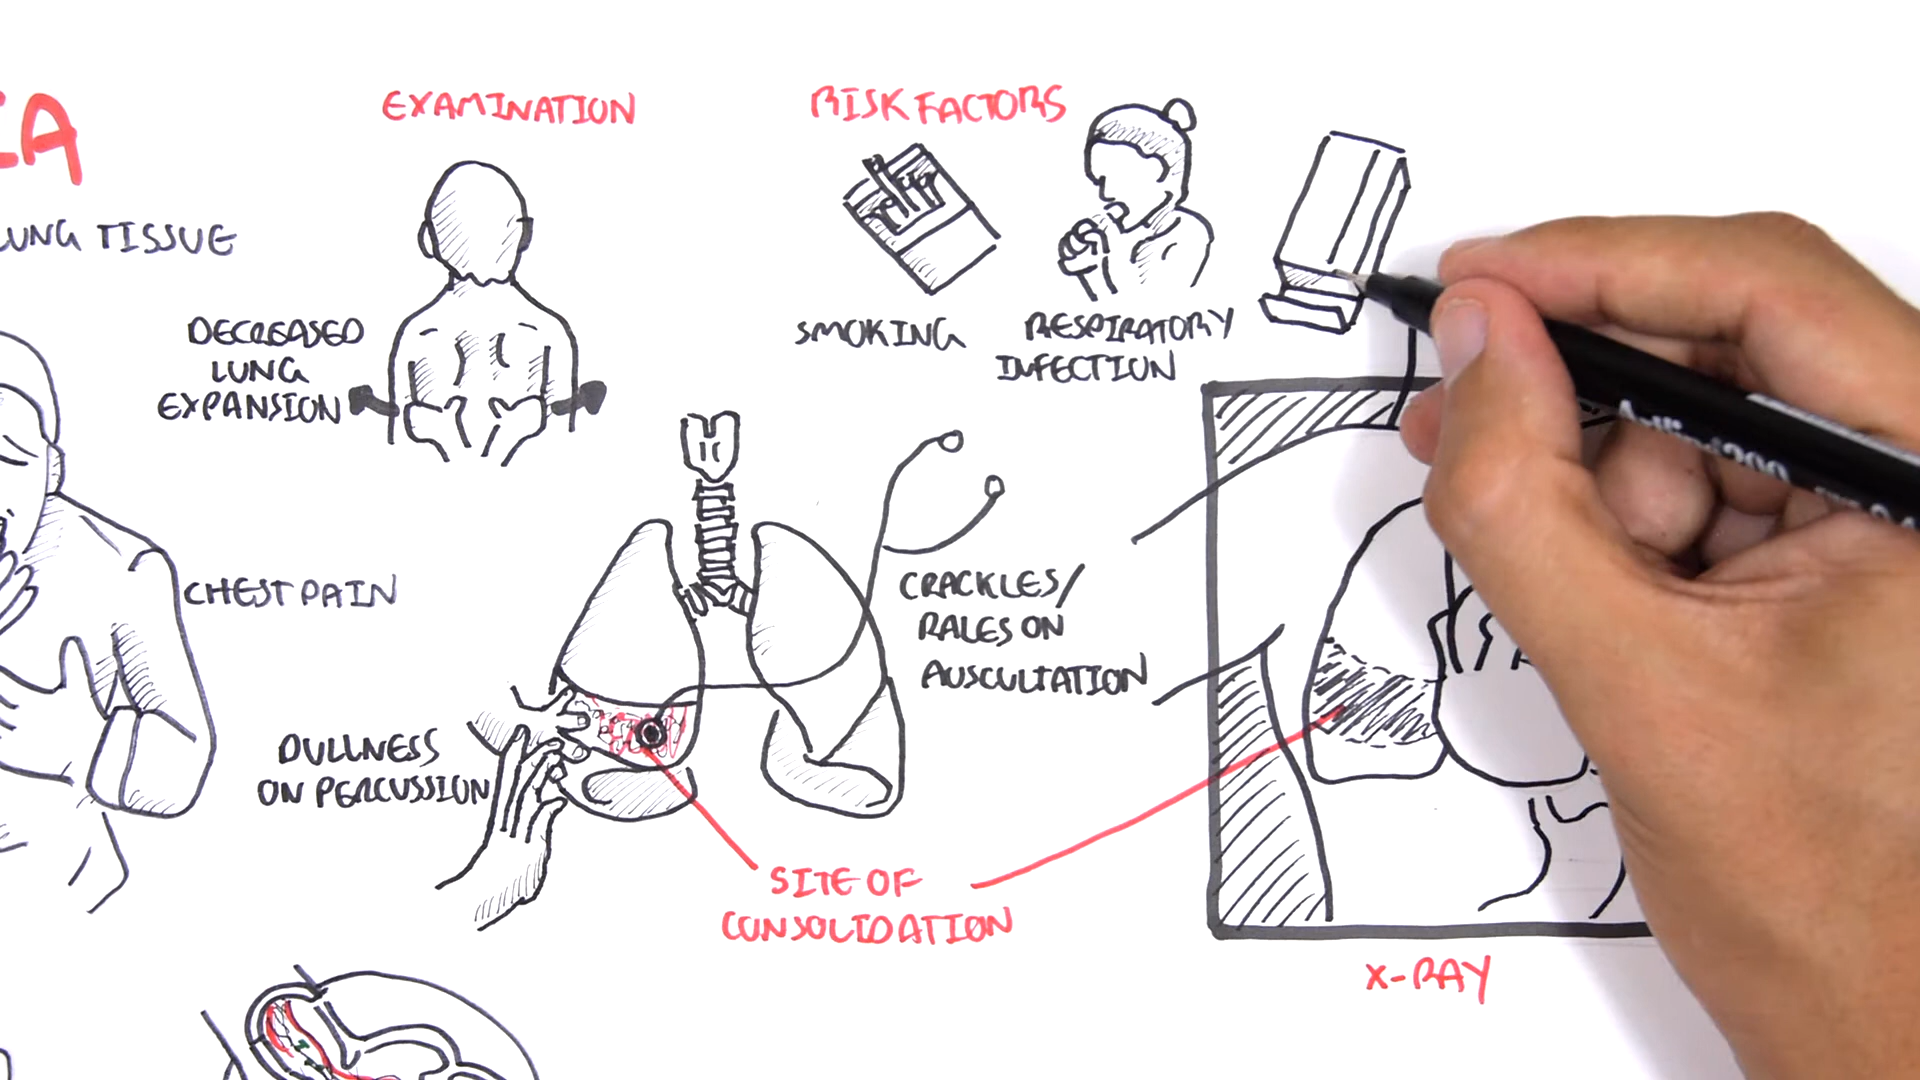 IA
LUNG TISSUE
EXAMINATION
DECREASED
LUNG
EXPANSION
RISK FACTORS
SMOKING
RESPIRATORY
INFECTION
CHEST PAIN
CRACKLES/
RALES ON
AUSCULTATION
DULLNESS
ON PERCUSSION
SITE OF
CONSOLIDATION
X-RAY